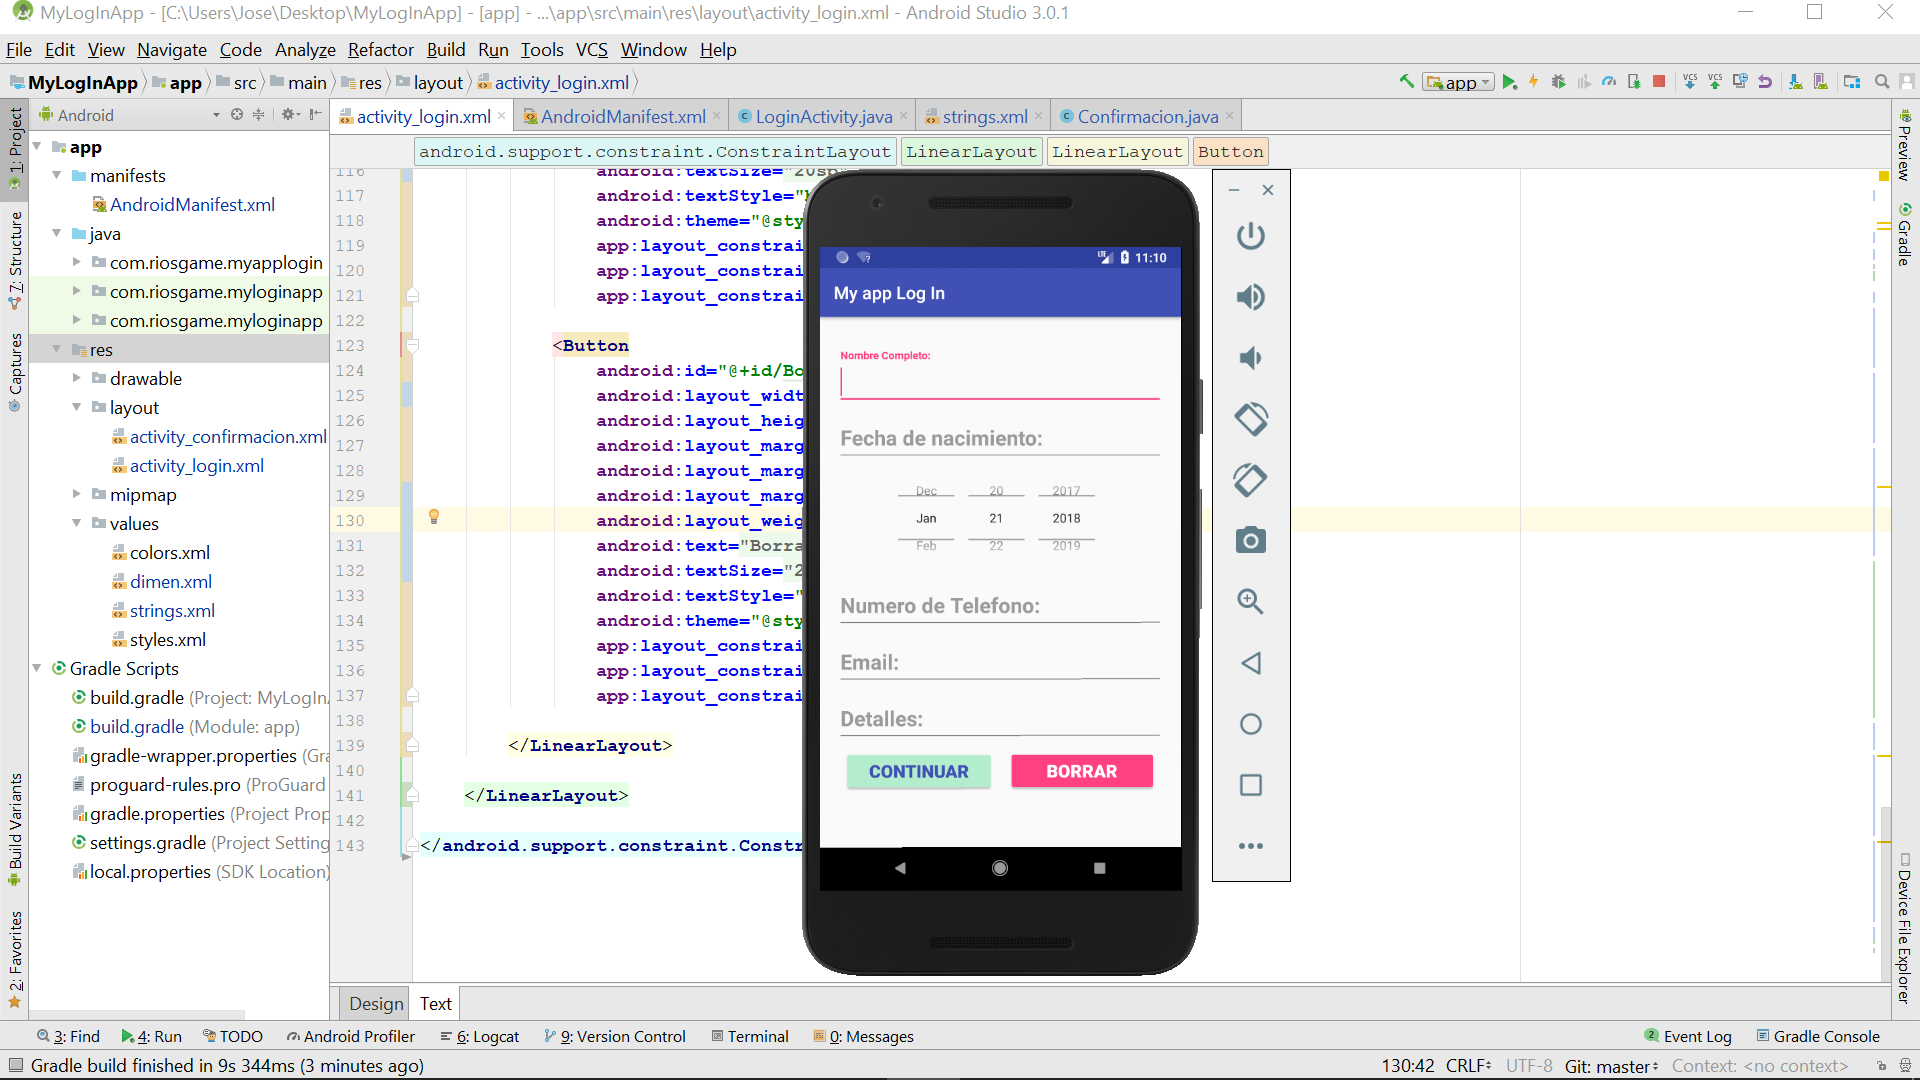 MyLogInApp - [C:\Users\Jose\Desktop\MyLogInApp] - [app] - ...\app\src\main\res\layout\activity_login.xml - Android Studio 3.0.1
File Edit View Navigate Code Analyze Refactor Build Run Tools VCS Window Help
MyLogInApp app src main res layout activity_login.xml
app
VCS VCS
Android
activity_login.xml AndroidManifest.xml LoginActivity.java strings.xml Confirmacion.java
android.support.constraint.ConstraintLayout LinearLayout LinearLayout Button
1: Project
7: Structure
Captures
Build Variants
2: Favorites
app
manifests
AndroidManifest.xml
java
com.riosgame.myapplogin
com.riosgame.myloginapp
com.riosgame.myloginapp
res
drawable
layout
activity_confirmacion.xml
activity_login.xml
mipmap
values
colors.xml
dimen.xml
strings.xml
styles.xml
Gradle Scripts
build.gradle (Project: MyLogInA
build.gradle (Module: app)
gradle-wrapper.properties (Gra
proguard-rules.pro (ProGuard
gradle.properties (Project Prop
settings.gradle (Project Setting
local.properties (SDK Location)
116 android:textSize="20sp"
117 android:textStyle="
118 android:theme="@sty
119 app:layout_constrai
120 app:layout_constrai
121 app:layout_constrai
122
123 <Button
124 android:id="@+id/Bo
125 android:layout_widt
126 android:layout_heig
127 android:layout_marg
128 android:layout_marg
129 android:layout_marg
130 android:layout_weig
131 android:text="Borra
132 android:textSize="2
133 android:textStyle="
134 android:theme="@sty
135 app:layout_constrai
136 app:layout_constrai
137 app:layout_constrai
138
139 </LinearLayout>
140
141 </LinearLayout>
142
143 </android.support.constraint.Constr
LTE 11:10
My app Log In
Nombre Completo:
Fecha de nacimiento:
Dec 20 2017
Jan 21 2018
Feb 22 2019
Numero de Telefono:
Email:
Detalles:
CONTINUAR BORRAR
Preview
Gradle
Device File Explorer
Design Text
3: Find 4: Run TODO Android Profiler 6: Logcat 9: Version Control Terminal 0: Messages 2 Event Log Gradle Console
Gradle build finished in 9s 344ms (3 minutes ago) 130:42 CRLF UTF-8 Git: master Context: <no context>